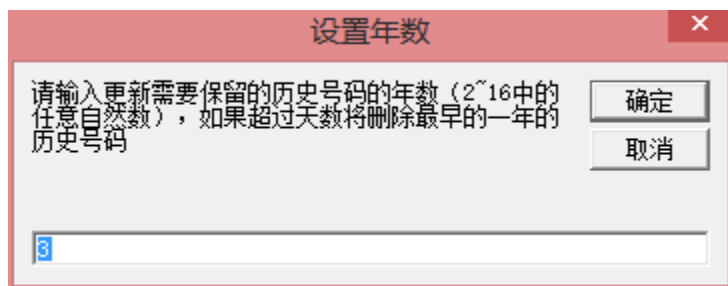 设置年数
×
请输入更新需要保留的历史号码的年数（2~16中的
任意自然数），如果超过天数将删除最早的一年的
历史号码
确定
取消
3